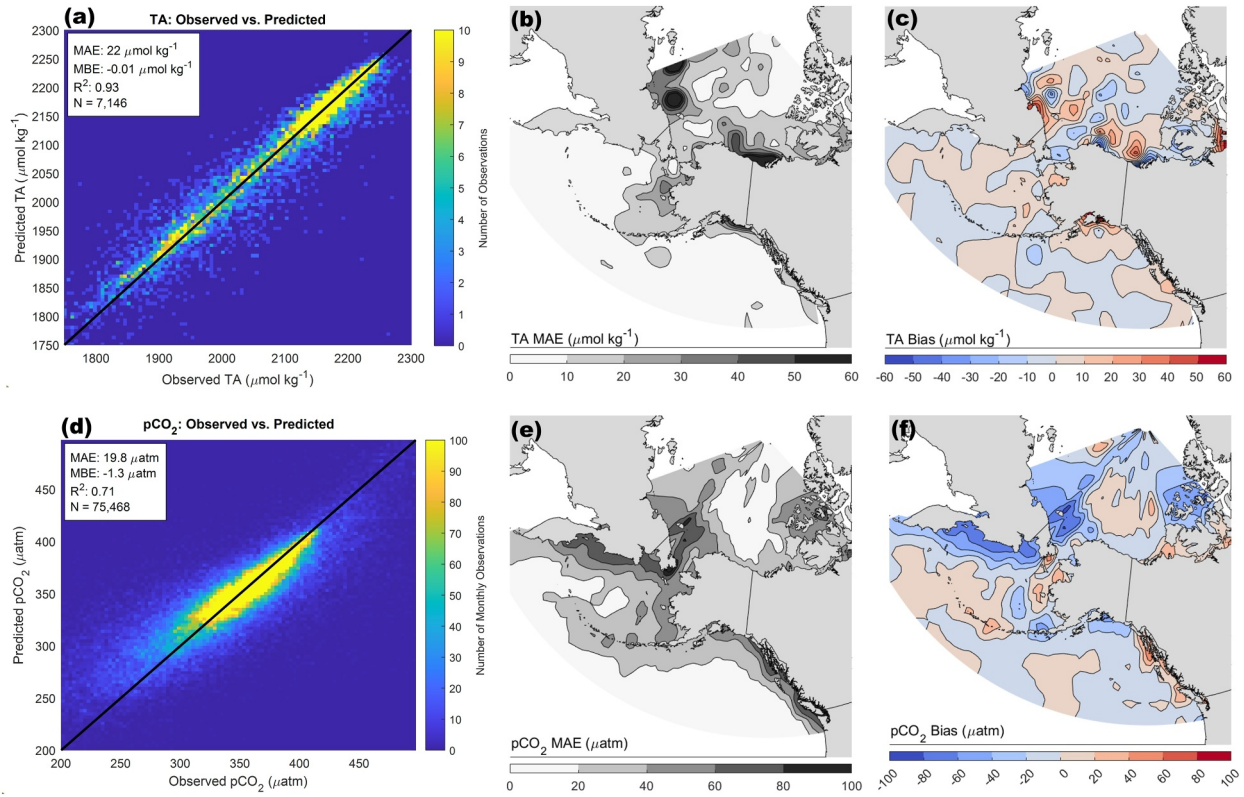 (a)
TA: Observed vs. Predicted
MAE: 22 μmol kg⁻¹
MBE: -0.01 μmol kg⁻¹
R²: 0.93
N = 7,146
2300
2250
2200
2150
2100
2050
2000
1950
1900
1850
1800
1750
Predicted TA (μmol kg⁻¹)
1800 1900 2000 2100 2200 2300
Observed TA (μmol kg⁻¹)
10
9
8
7
6
5
4
3
2
1
0
Number of Observations
(b)
TA MAE (μmol kg⁻¹)
0 10 20 30 40 50 60
(c)
TA Bias (μmol kg⁻¹)
-60 -50 -40 -30 -20 -10 0 10 20 30 40 50 60
(d)
pCO₂: Observed vs. Predicted
MAE: 19.8 μatm
MBE: -1.3 μatm
R²: 0.71
N = 75,468
450
400
350
300
250
200
Predicted pCO₂ (μatm)
200 250 300 350 400 450
Observed pCO₂ (μatm)
100
90
80
70
60
50
40
30
20
10
0
Number of Monthly Observations
(e)
pCO₂ MAE (μatm)
0 20 40 60 80 100
(f)
pCO₂ Bias (μatm)
-100 -80 -60 -40 -20 0 20 40 60 80 100